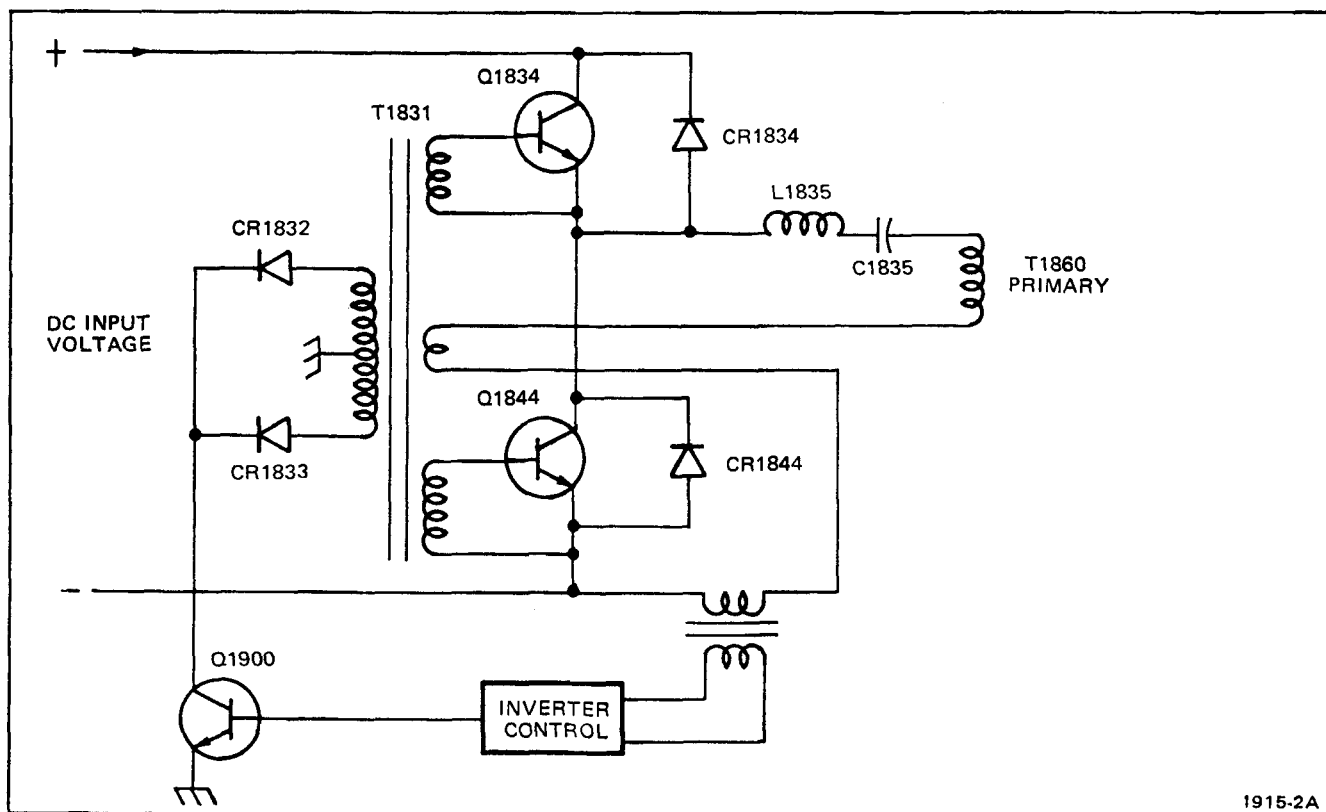 +
Q1834
T1831
CR1834
L1835
CR1832
C1835
T1860
PRIMARY
DC INPUT
VOLTAGE
Q1844
CR1833
CR1844
-
Q1900
INVERTER
CONTROL
1915-2A